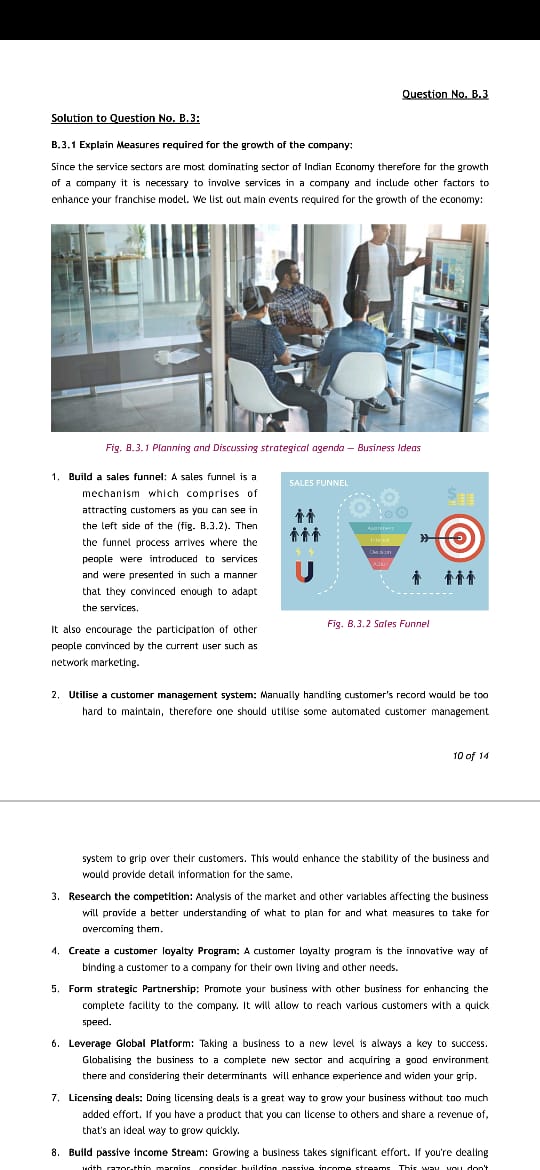 Question No. B.3
Solution to Question No. B.3:
B.3.1 Explain Measures required for the growth of the company:
Since the service sectors are most dominating sector of Indian Economy therefore for the growth
of a company it is necessary to involve services in a company and include other factors to
enhance your franchise model. We list out main events required for the growth of the economy:
Fig. B.3.1 Planning and Discussing strategical agenda — Business Ideas
1. Build a sales funnel: A sales funnel is a
mechanism which comprises of
attracting customers as you can see in
the left side of the (fig. B.3.2). Then
the funnel process arrives where the
people were introduced to services
and were presented in such a manner
that they convinced enough to adapt
the services.
It also encourage the participation of other
people convinced by the current user such as
network marketing.
SALES FUNNEL
Awareness
Interest
Decision
Action
Fig. B.3.2 Sales Funnel
2. Utilise a customer management system: Manually handling customer's record would be too
hard to maintain, therefore one should utilise some automated customer management
10 of 14
system to grip over their customers. This would enhance the stability of the business and
would provide detail information for the same.
3. Research the competition: Analysis of the market and other variables affecting the business
will provide a better understanding of what to plan for and what measures to take for
overcoming them.
4. Create a customer loyalty Program: A customer loyalty program is the innovative way of
binding a customer to a company for their own living and other needs.
5. Form strategic Partnership: Promote your business with other business for enhancing the
complete facility to the company. It will allow to reach various customers with a quick
speed.
6. Leverage Global Platform: Taking a business to a new level is always a key to success.
Globalising the business to a complete new sector and acquiring a good environment
there and considering their determinants will enhance experience and widen your grip.
7. Licensing deals: Doing licensing deals is a great way to grow your business without too much
added effort. If you have a product that you can license to others and share a revenue of,
that's an ideal way to grow quickly.
8. Build passive income Stream: Growing a business takes significant effort. If you're dealing
with razor-thin margins, consider building passive income streams. This way, you don't